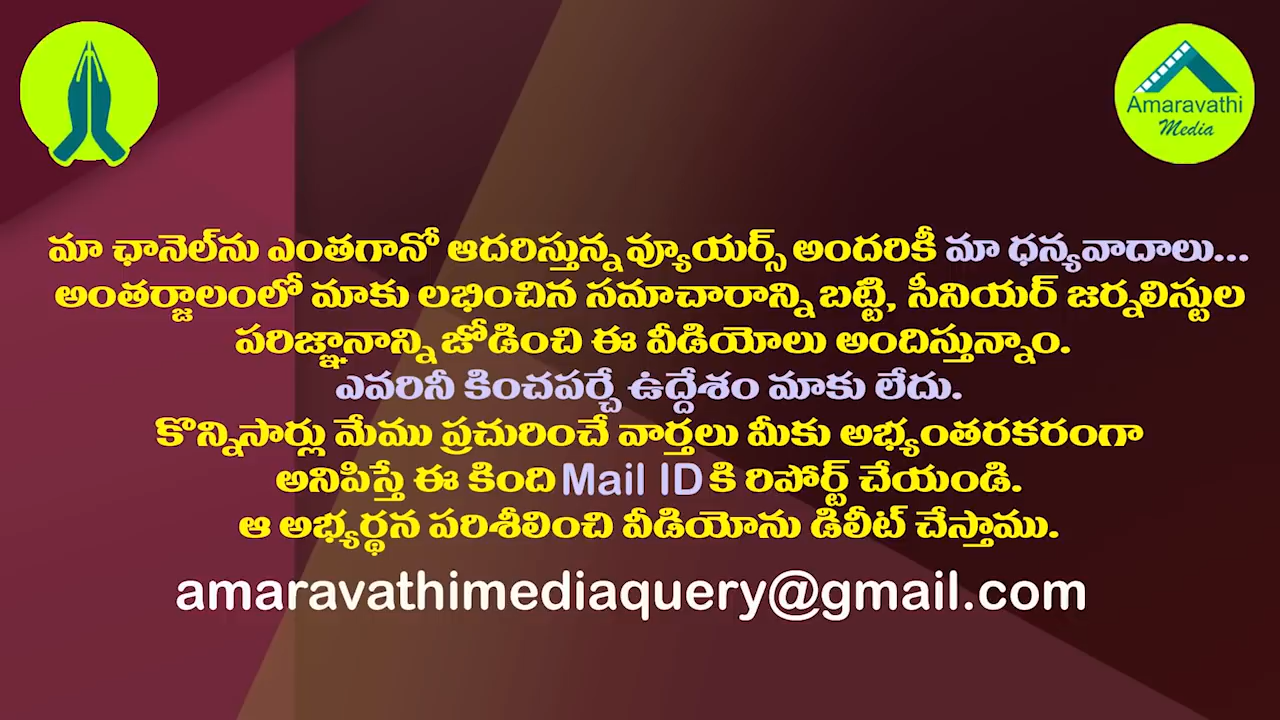 Amaravathi
Media
మా ఛానెల్‌ను ఎంతగానో ఆదరిస్తున్న వ్యూయర్స్ అందరికీ మా ధన్యవాదాలు...
అంతర్జాలంలో మాకు లభించిన సమాచారాన్ని బట్టి, సీనియర్ జర్నలిస్టుల
పరిజ్ఞానాన్ని జోడించి ఈ వీడియోలు అందిస్తున్నాం.
ఎవరినీ కించపర్చే ఉద్దేశం మాకు లేదు.
కొన్నిసార్లు మేము ప్రచురించే వార్తలు మీకు అభ్యంతరకరంగా
అనిపిస్తే ఈ కింది Mail ID కి రిపోర్ట్ చేయండి.
ఆ అభ్యర్థన పరిశీలించి వీడియోను డిలీట్ చేస్తాము.
amaravathimediaquery@gmail.com